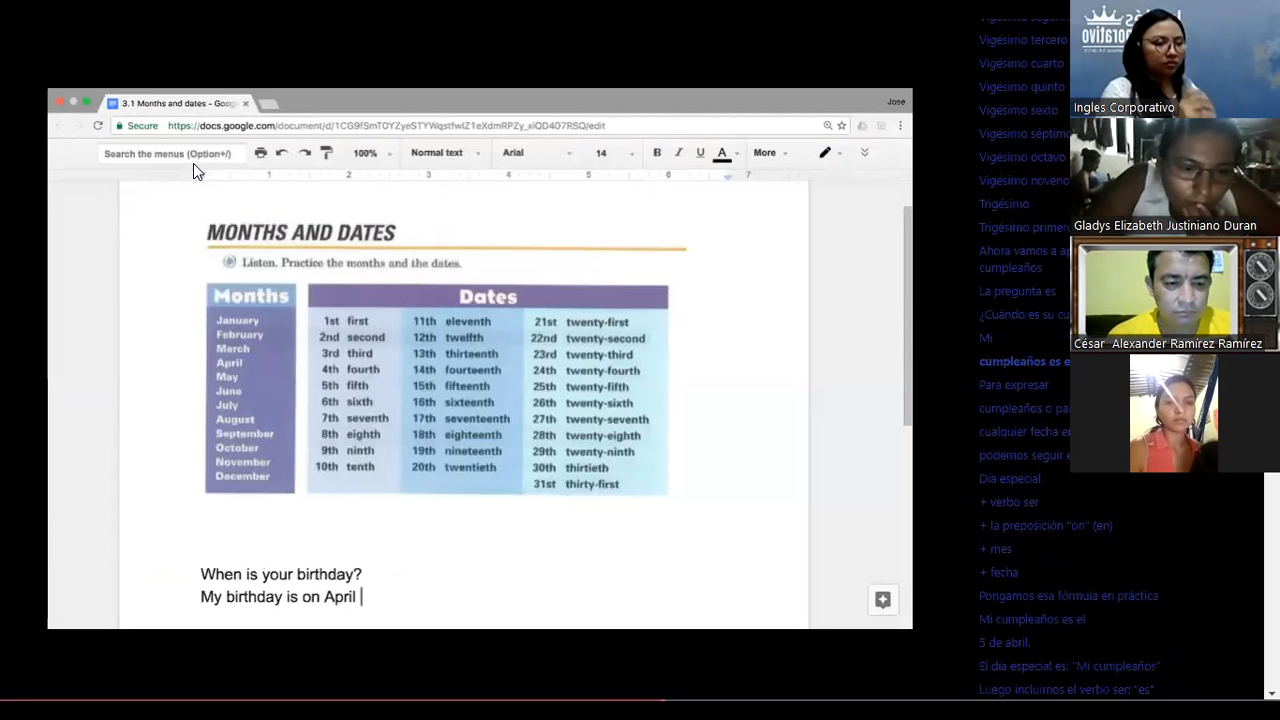 3.1 Months and dates - Goog
Jose
Secure
https://docs.google.com/document/d/1CG9fSmTOYZyeSTYWqstfwIZ1eXdmRPZy_xiQD407RSQ/edit
Search the menus (Option+/)
100%
Normal text
Arial
14
B I U A
More
1 2 3 4 5 6 7
MONTHS AND DATES
Listen. Practice the months and the dates.
Months
January
February
March
April
May
June
July
August
September
October
November
December
Dates
1st first
2nd second
3rd third
4th fourth
5th fifth
6th sixth
7th seventh
8th eighth
9th ninth
10th tenth
11th eleventh
12th twelfth
13th thirteenth
14th fourteenth
15th fifteenth
16th sixteenth
17th seventeenth
18th eighteenth
19th nineteenth
20th twentieth
21st twenty-first
22nd twenty-second
23rd twenty-third
24th twenty-fourth
25th twenty-fifth
26th twenty-sixth
27th twenty-seventh
28th twenty-eighth
29th twenty-ninth
30th thirtieth
31st thirty-first
When is your birthday?
My birthday is on April
Vigésimo tercero
Vigésimo cuarto
Vigésimo quinto
Vigésimo sexto
Vigésimo séptimo
Vigésimo octavo
Vigésimo noveno
Trigésimo
Trigésimo primero
Ahora vamos a ap
cumpleaños
La pregunta es
¿Cuándo es su cu
Mi
cumpleaños es e
Para expresar
cumpleaños o pa
cualquier fecha e
podemos seguir e
Día especial
+ verbo ser
+ la preposición "on" (en)
+ mes
+ fecha
Pongamos esa fórmula en práctica
Mi cumpleaños es el
5 de abril.
El día especial es: "Mi cumpleaños"
Luego incluimos el verbo ser: "es"
Ingles Corporativo
Gladys Elizabeth Justiniano Duran
César Alexander Ramírez Ramírez